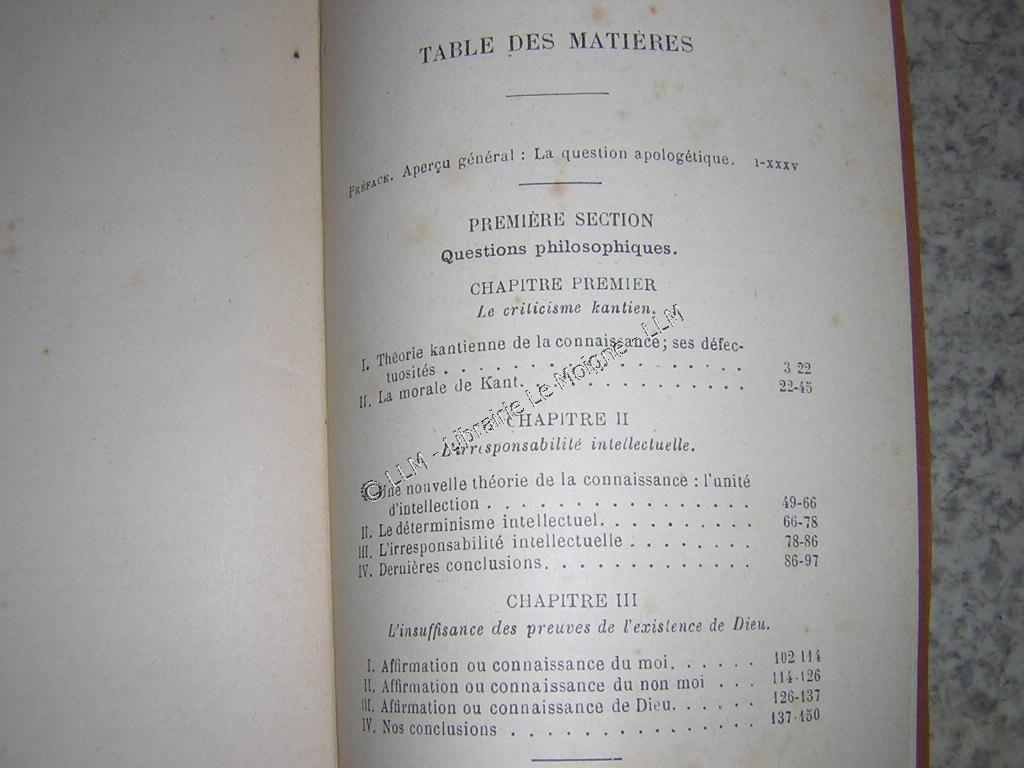 TABLE DES MATIÈRES
PRÉFACE. Aperçu général : La question apologétique. I-XXXV
PREMIÈRE SECTION
Questions philosophiques.
CHAPITRE PREMIER
Le criticisme kantien.
I. Théorie kantienne de la connaissance; ses défec-
tuosités . . . . . . . . . . . . . . . . . 3 22
II. La morale de Kant. . . . . . . . . . . . . 22-45
CHAPITRE II
L'irresponsabilité intellectuelle.
I. Une nouvelle théorie de la connaissance : l'unité
d'intellection . . . . . . . . . . . . . . . 49-66
II. Le déterminisme intellectuel. . . . . . . . . 66-78
III. L'irresponsabilité intellectuelle . . . . . . . . 78-86
IV. Dernières conclusions. . . . . . . . . . . . . 86-97
CHAPITRE III
L'insuffisance des preuves de l'existence de Dieu.
I. Affirmation ou connaissance du moi. . . . . . 102 114
II. Affirmation ou connaissance du non moi . . . 114-126
III. Affirmation ou connaissance de Dieu. . . . . . 126-137
IV. Nos conclusions . . . . . . . . . . . . . . . 137-150
© LLM - Librairie Le Moigne - LLM